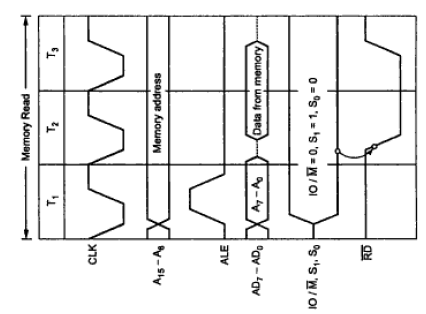 Memory Read
T1 T2 T3
CLK
A15 – A8 Memory address
ALE
AD7 – AD0 A7 – A0 Data from memory
IO / M̅, S1, S0 IO / M̅ = 0, S1 = 1, S0 = 0
R̅D̅